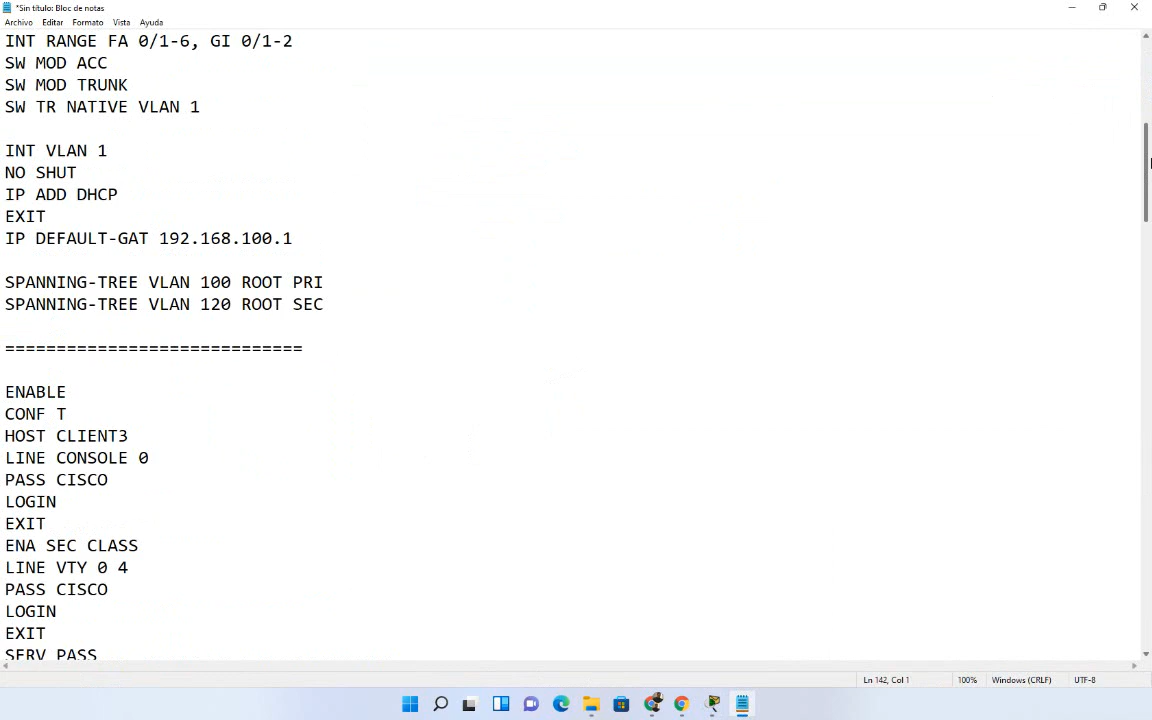 *Sin título: Bloc de notas
Archivo Editar Formato Vista Ayuda
INT RANGE FA 0/1-6, GI 0/1-2
SW MOD ACC
SW MOD TRUNK
SW TR NATIVE VLAN 1
INT VLAN 1
NO SHUT
IP ADD DHCP
EXIT
IP DEFAULT-GAT 192.168.100.1
SPANNING-TREE VLAN 100 ROOT PRI
SPANNING-TREE VLAN 120 ROOT SEC
=============================
ENABLE
CONF T
HOST CLIENT3
LINE CONSOLE 0
PASS CISCO
LOGIN
EXIT
ENA SEC CLASS
LINE VTY 0 4
PASS CISCO
LOGIN
EXIT
SERV PASS
Ln 142, Col 1 100% Windows (CRLF) UTF-8